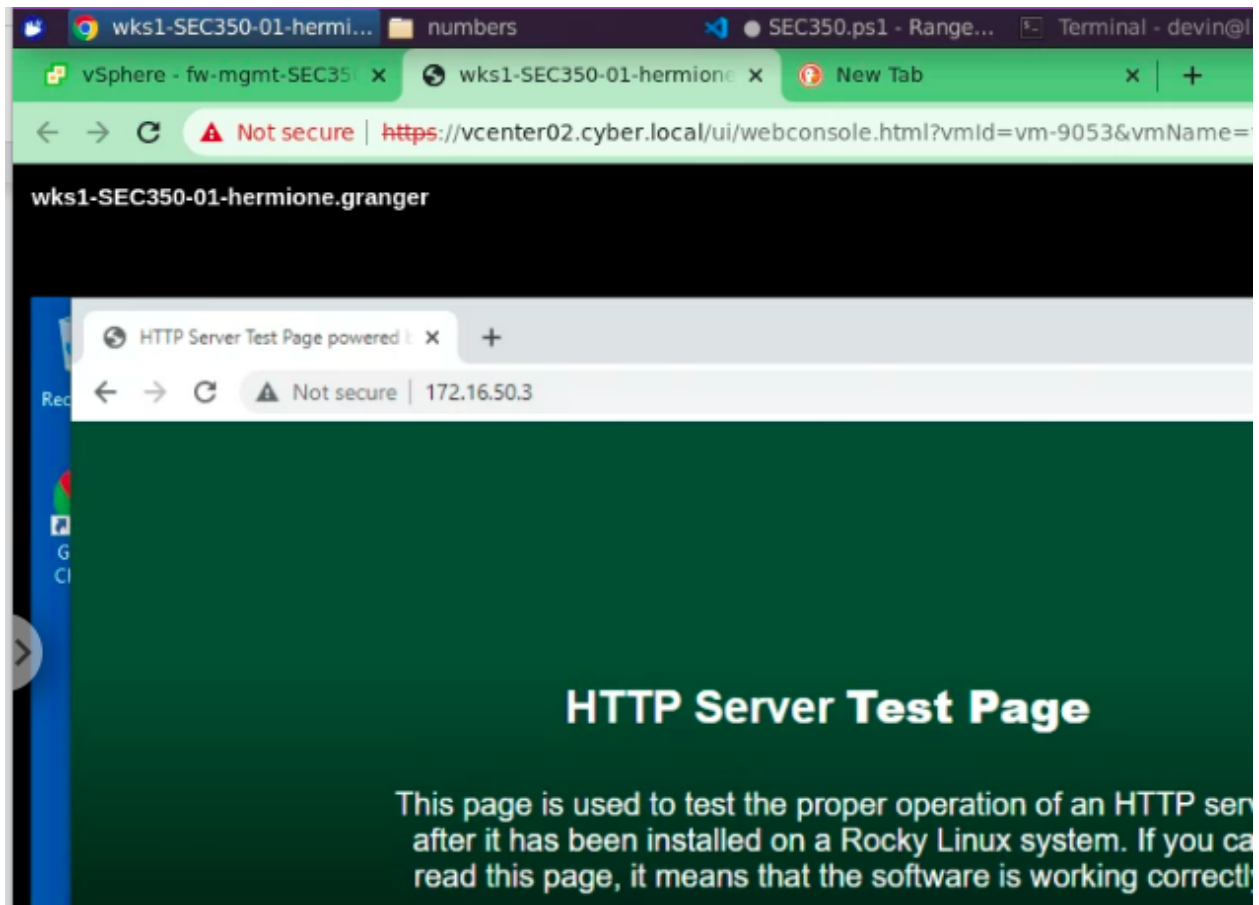 wks1-SEC350-01-hermi... numbers SEC350.ps1 - Range... Terminal - devin@l
vSphere - fw-mgmt-SEC35 wks1-SEC350-01-hermione New Tab
Not secure | https://vcenter02.cyber.local/ui/webconsole.html?vmId=vm-9053&vmName=
wks1-SEC350-01-hermione.granger
HTTP Server Test Page powered
Not secure | 172.16.50.3
Rec
G
Cl
HTTP Server Test Page
This page is used to test the proper operation of an HTTP serv
after it has been installed on a Rocky Linux system. If you ca
read this page, it means that the software is working correctly